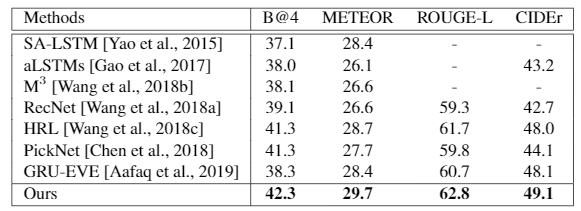 Methods B@4 METEOR ROUGE-L CIDEr
SA-LSTM [Yao et al., 2015] 37.1 28.4 - -
aLSTMs [Gao et al., 2017] 38.0 26.1 - 43.2
M³ [Wang et al., 2018b] 38.1 26.6 - -
RecNet [Wang et al., 2018a] 39.1 26.6 59.3 42.7
HRL [Wang et al., 2018c] 41.3 28.7 61.7 48.0
PickNet [Chen et al., 2018] 41.3 27.7 59.8 44.1
GRU-EVE [Aafaq et al., 2019] 38.3 28.4 60.7 48.1
Ours 42.3 29.7 62.8 49.1